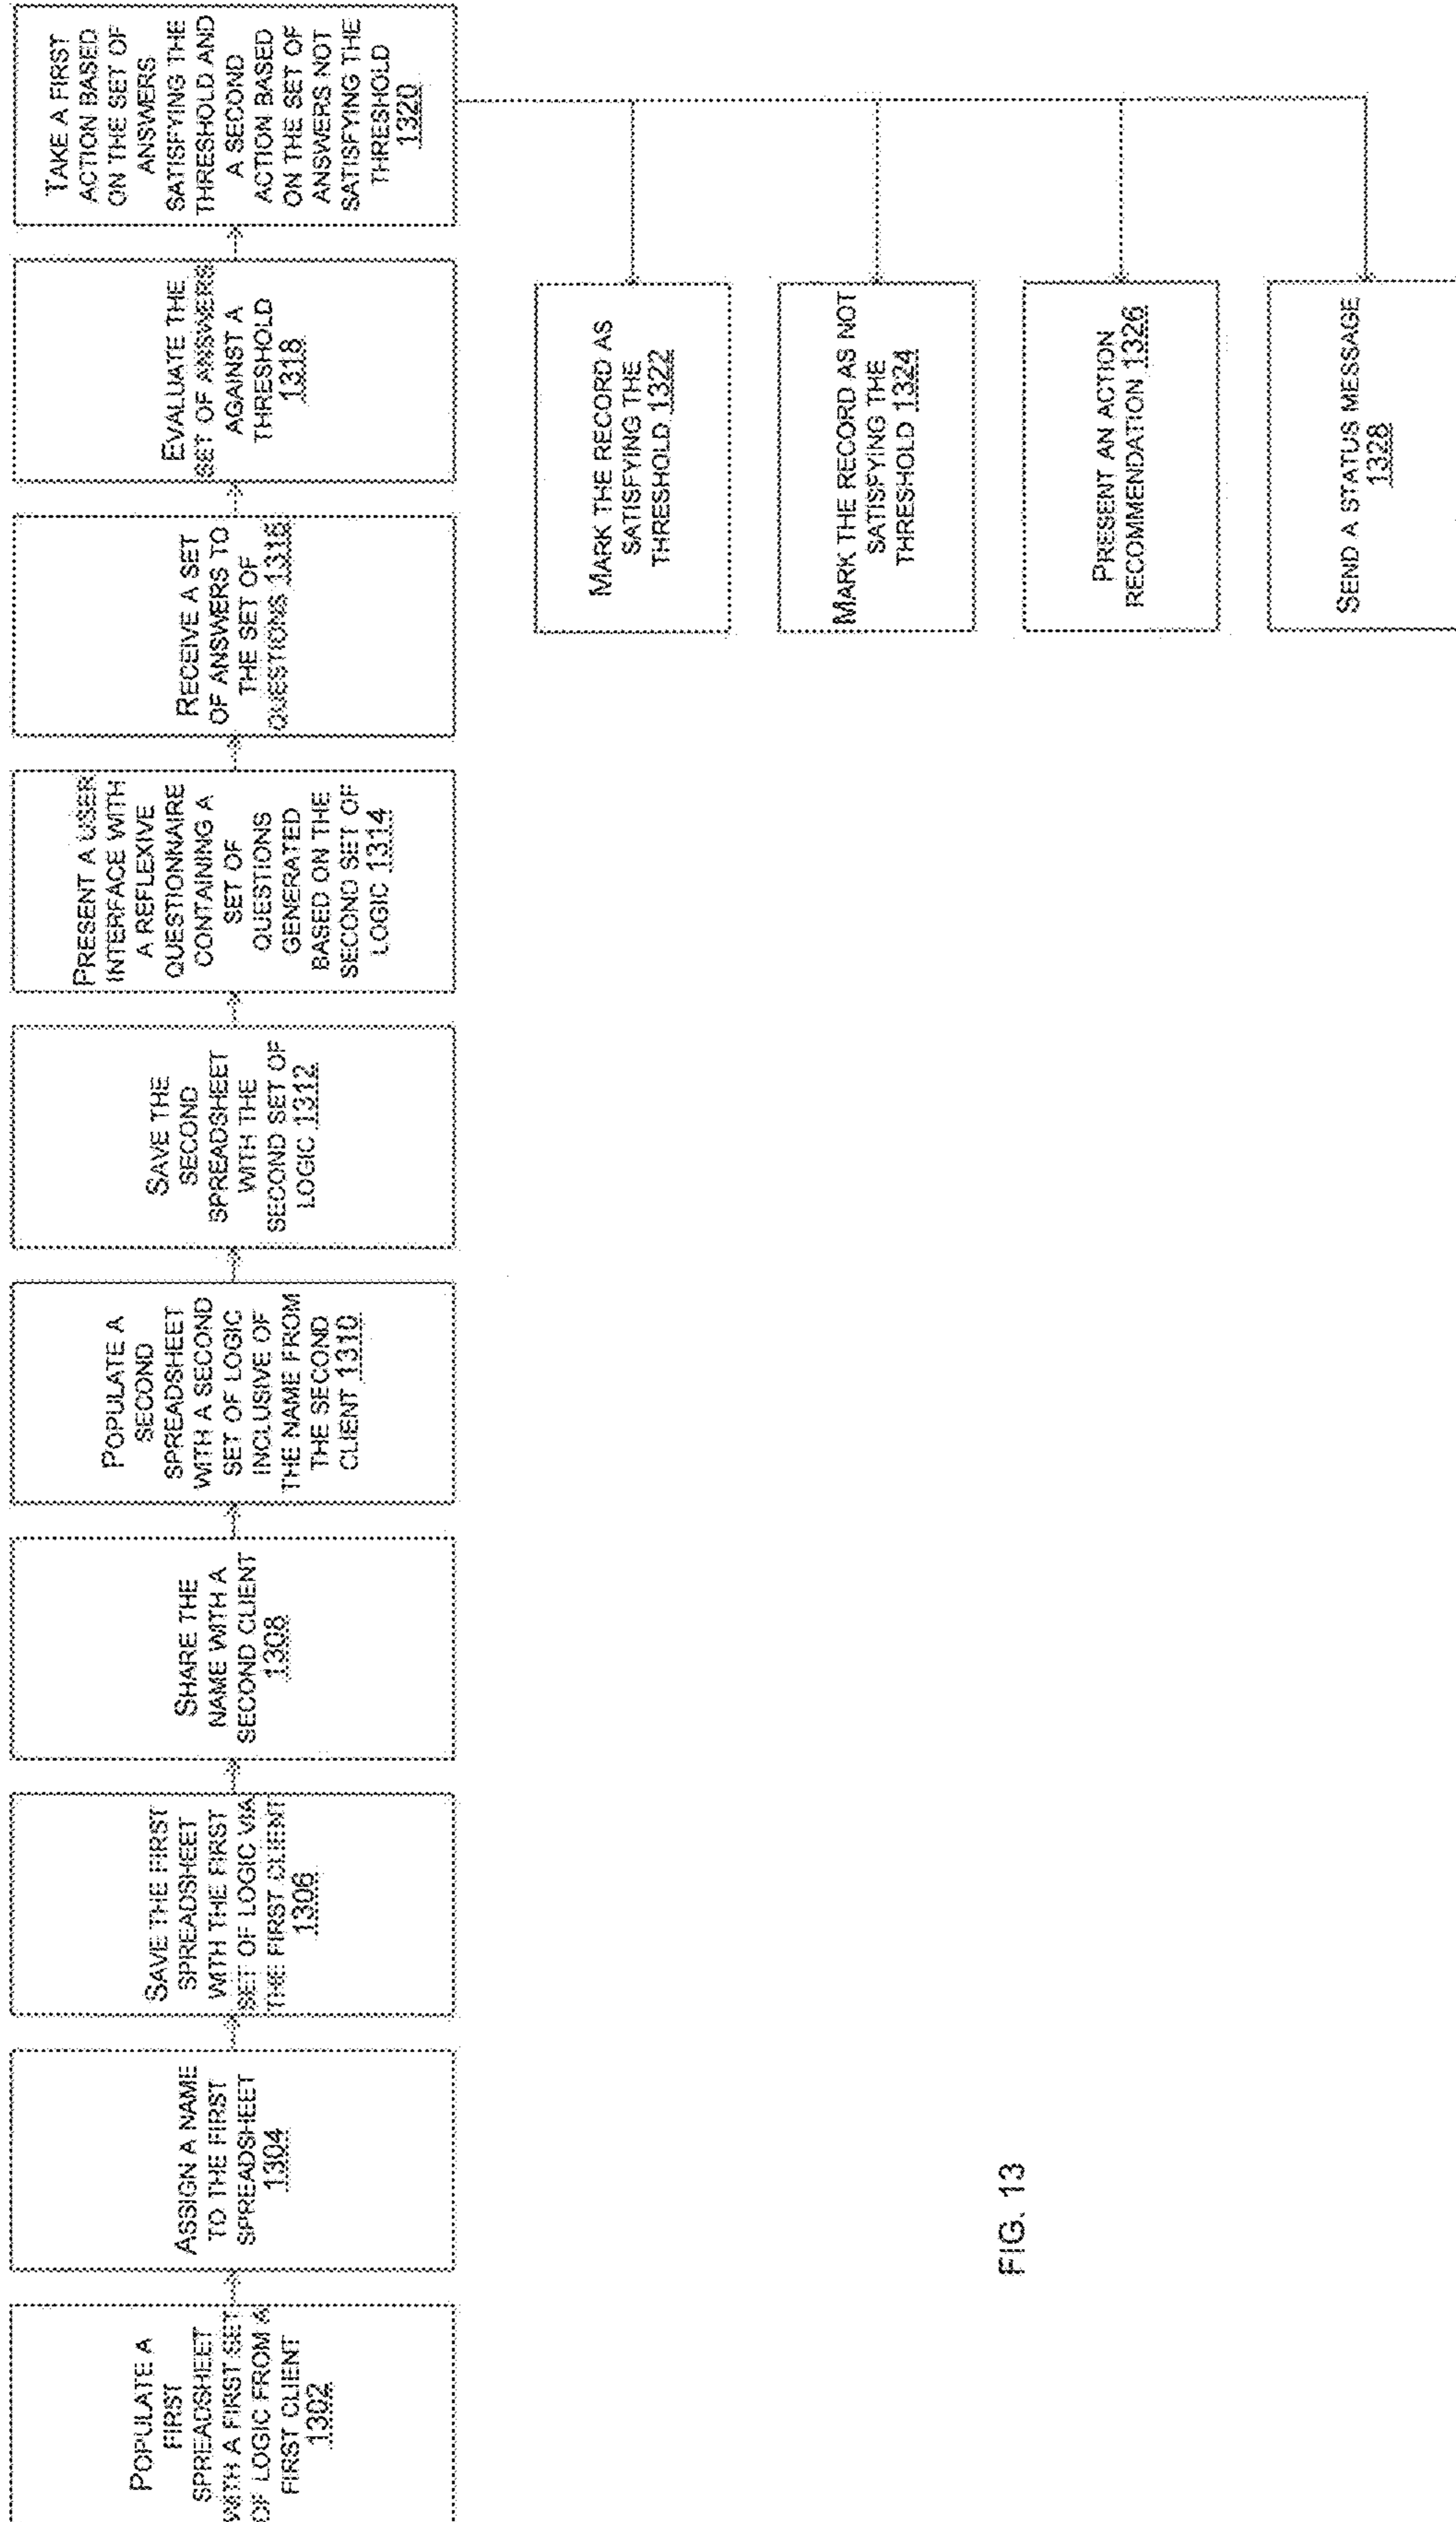 POPULATE A
FIRST
SPREADSHEET
WITH A FIRST SET
OF LOGIC FROM A
FIRST CLIENT
1302
ASSIGN A NAME
TO THE FIRST
SPREADSHEET
1304
SAVE THE FIRST
SPREADSHEET
WITH THE FIRST
SET OF LOGIC VIA
THE FIRST CLIENT
1306
SHARE THE
NAME WITH A
SECOND CLIENT
1308
POPULATE A
SECOND
SPREADSHEET
WITH A SECOND
SET OF LOGIC
INCLUSIVE OF
THE NAME FROM
THE SECOND
CLIENT 1310
SAVE THE
SECOND
SPREADSHEET
WITH THE
SECOND SET OF
LOGIC 1312
PRESENT A USER
INTERFACE WITH
A REFLEXIVE
QUESTIONNAIRE
CONTAINING A
SET OF
QUESTIONS
GENERATED
BASED ON THE
SECOND SET OF
LOGIC 1314
RECEIVE A SET
OF ANSWERS TO
THE SET OF
QUESTIONS 1316
EVALUATE THE
SET OF ANSWERS
AGAINST A
THRESHOLD
1318
TAKE A FIRST
ACTION BASED
ON THE SET OF
ANSWERS
SATISFYING THE
THRESHOLD AND
A SECOND
ACTION BASED
ON THE SET OF
ANSWERS NOT
SATISFYING THE
THRESHOLD
1320
MARK THE RECORD AS
SATISFYING THE
THRESHOLD 1322
MARK THE RECORD AS NOT
SATISFYING THE
THRESHOLD 1324
PRESENT AN ACTION
RECOMMENDATION 1326
SEND A STATUS MESSAGE
1328
FIG. 13